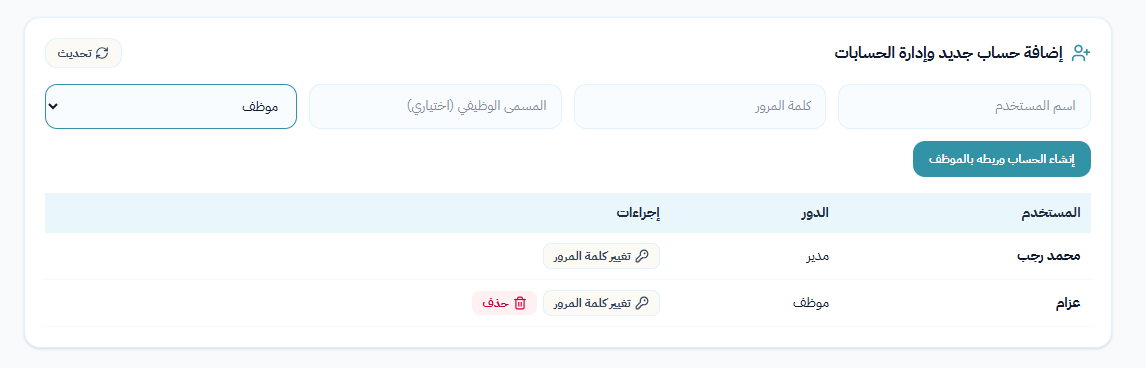 إضافة حساب جديد وإدارة الحسابات
تحديث
اسم المستخدم
كلمة المرور
المسمى الوظيفي (اختياري)
موظف
إنشاء الحساب وربطه بالموظف
المستخدم الدور إجراءات
محمد رجب مدير تغيير كلمة المرور
عزام موظف تغيير كلمة المرور حذف